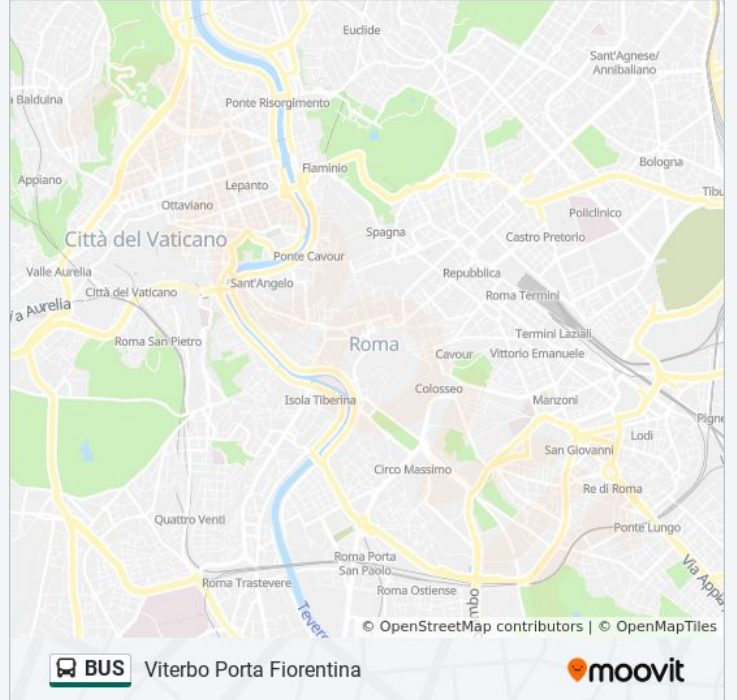 Euclide
Sant'Agnese/
Annibaliano
a Balduina
Ponte Risorgimento
Bologna
Flaminio
Appiano
Lepanto
Tibu
Ottaviano
Policlinico
Spagna
Castro Pretorio
Città del Vaticano
Ponte Cavour
Valle Aurelia
Repubblica
Sant'Angelo
Città del Vaticano
Roma Termini
a Aurelia
Termini Laziali
Roma San Pietro
Roma
Cavour
Vittorio Emanuele
Colosseo
Isola Tiberina
Manzoni
Pigne
Lodi
San Giovanni
Circo Massimo
Re di Roma
Quattro Venti
Ponte Lungo
Roma Porta
San Paolo
Via Appia
Roma Trastevere
Roma Ostiense
mbo
Tevere
© OpenStreetMap contributors | © OpenMapTiles
BUS Viterbo Porta Fiorentina
moovit